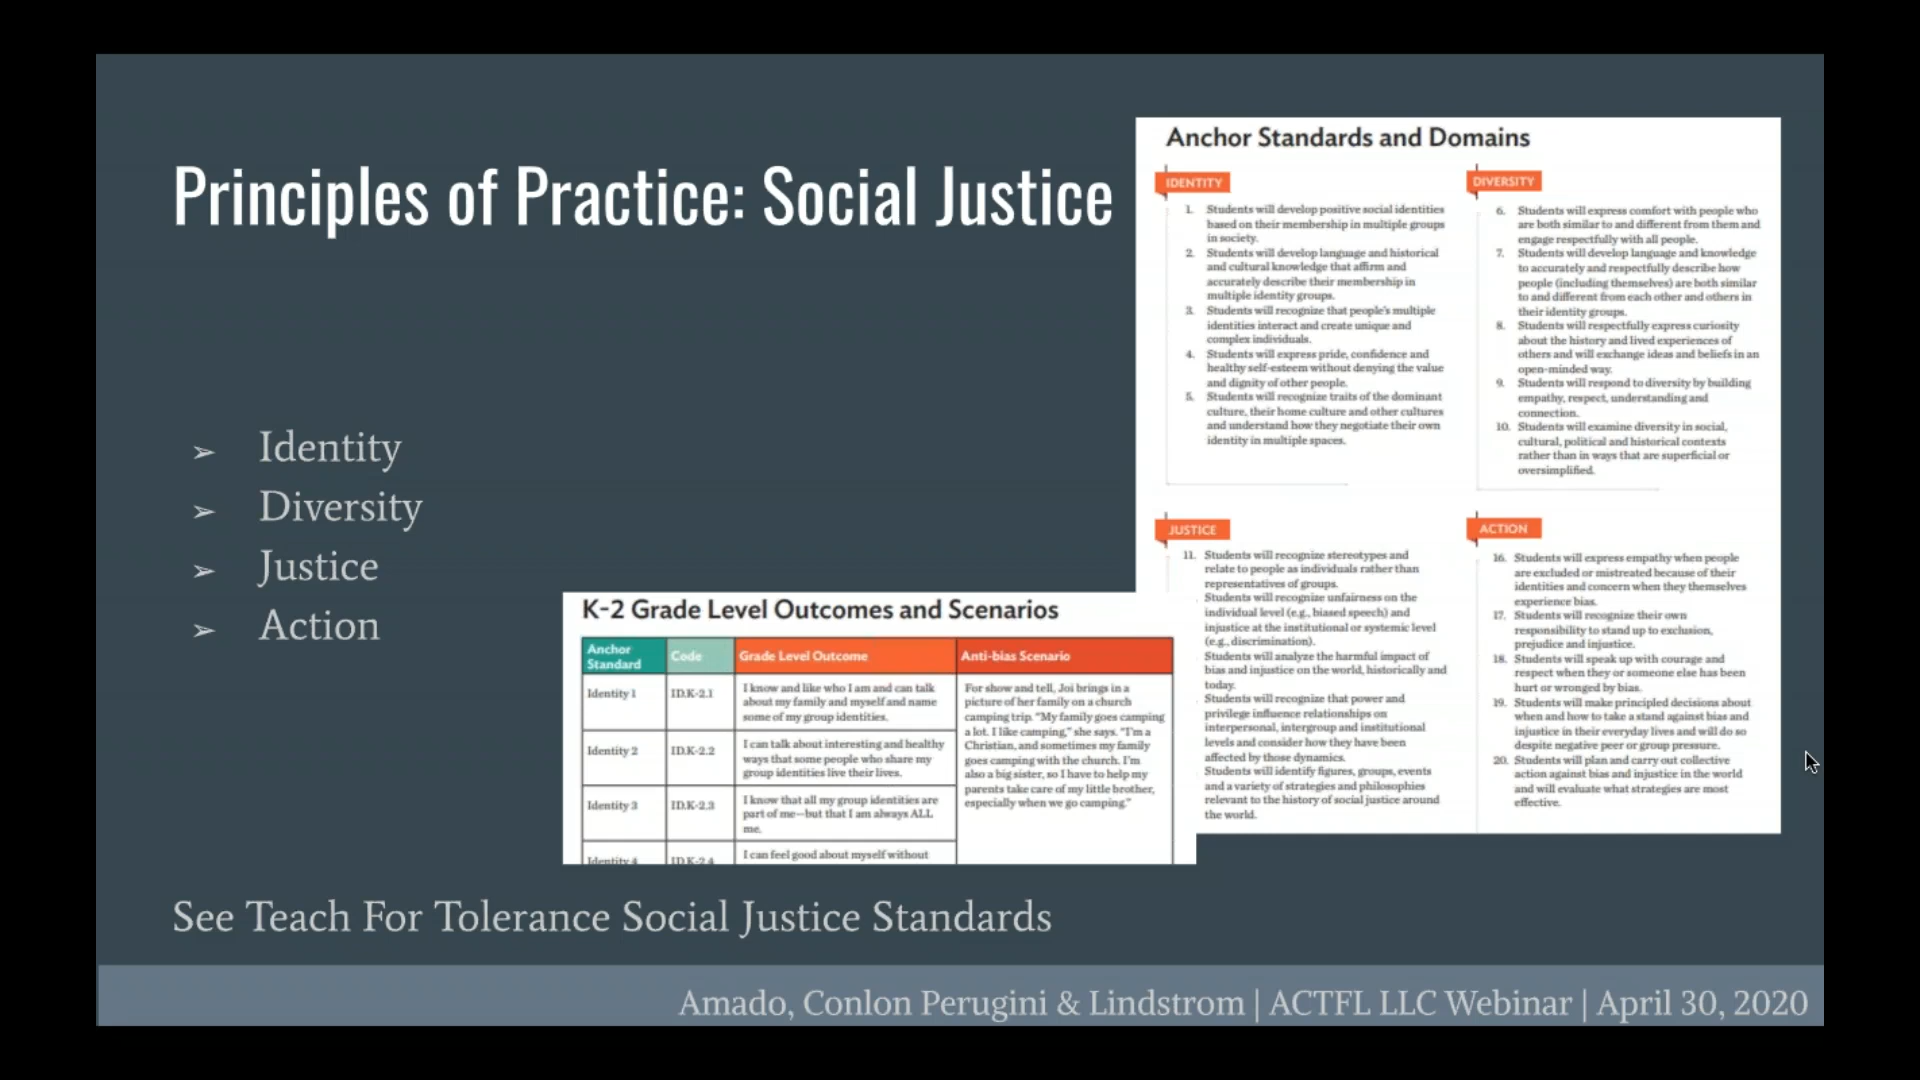 Principles of Practice: Social Justice
➢ Identity
➢ Diversity
➢ Justice
➢ Action
See Teach For Tolerance Social Justice Standards
Anchor Standards and Domains
IDENTITY
1. Students will develop positive social identities
based on their membership in multiple groups
in society.
2. Students will develop language and historical
and cultural knowledge that affirm and
accurately describe their membership in
multiple identity groups.
3. Students will recognize that people's multiple
identities interact and create unique and
complex individuals.
4. Students will express pride, confidence and
healthy self-esteem without denying the value
and dignity of other people.
5. Students will recognize traits of the dominant
culture, their home culture and other cultures
and understand how they negotiate their own
identity in multiple spaces.
DIVERSITY
6. Students will express comfort with people who
are both similar to and different from them and
engage respectfully with all people.
7. Students will develop language and knowledge
to accurately and respectfully describe how
people (including themselves) are both similar
to and different from each other and others in
their identity groups.
8. Students will respectfully express curiosity
about the history and lived experiences of
others and will exchange ideas and beliefs in an
open-minded way.
9. Students will respond to diversity by building
empathy, respect, understanding and
connection.
10. Students will examine diversity in social,
cultural, political and historical contexts
rather than in ways that are superficial or
oversimplified.
JUSTICE
11. Students will recognize stereotypes and
relate to people as individuals rather than
representatives of groups.
Students will recognize unfairness on the
individual level (e.g., biased speech) and
injustice at the institutional or systemic level
(e.g., discrimination).
Students will analyze the harmful impact of
bias and injustice on the world, historically and
today.
Students will recognize that power and
privilege influence relationships on
interpersonal, intergroup and institutional
levels and consider how they have been
affected by those dynamics.
Students will identify figures, groups, events
and a variety of strategies and philosophies
relevant to the history of social justice around
the world.
ACTION
16. Students will express empathy when people
are excluded or mistreated because of their
identities and concern when they themselves
experience bias.
17. Students will recognize their own
responsibility to stand up to exclusion,
prejudice and injustice.
18. Students will speak up with courage and
respect when they or someone else has been
hurt or wronged by bias.
19. Students will make principled decisions about
when and how to take a stand against bias and
injustice in their everyday lives and will do so
despite negative peer or group pressure.
20. Students will plan and carry out collective
action against bias and injustice in the world
and will evaluate what strategies are most
effective.
K-2 Grade Level Outcomes and Scenarios
Anchor
Standard
Code
Grade Level Outcome
Anti-bias Scenario
Identity 1
ID.K-2.1
I know and like who I am and can talk
about my family and myself and name
some of my group identities.
Identity 2
ID.K-2.2
I can talk about interesting and healthy
ways that some people who share my
group identities live their lives.
Identity 3
ID.K-2.3
I know that all my group identities are
part of me—but that I am always ALL
me.
Identity 4
ID.K-2.4
I can feel good about myself without
For show and tell, Joi brings in a
picture of her family on a church
camping trip. "My family goes camping
a lot. I like camping," she says. "I'm a
Christian, and sometimes my family
goes camping with the church. I'm
also a big sister, so I have to help my
parents take care of my little brother,
especially when we go camping."
Amado, Conlon Perugini & Lindstrom | ACTFL LLC Webinar | April 30, 2020